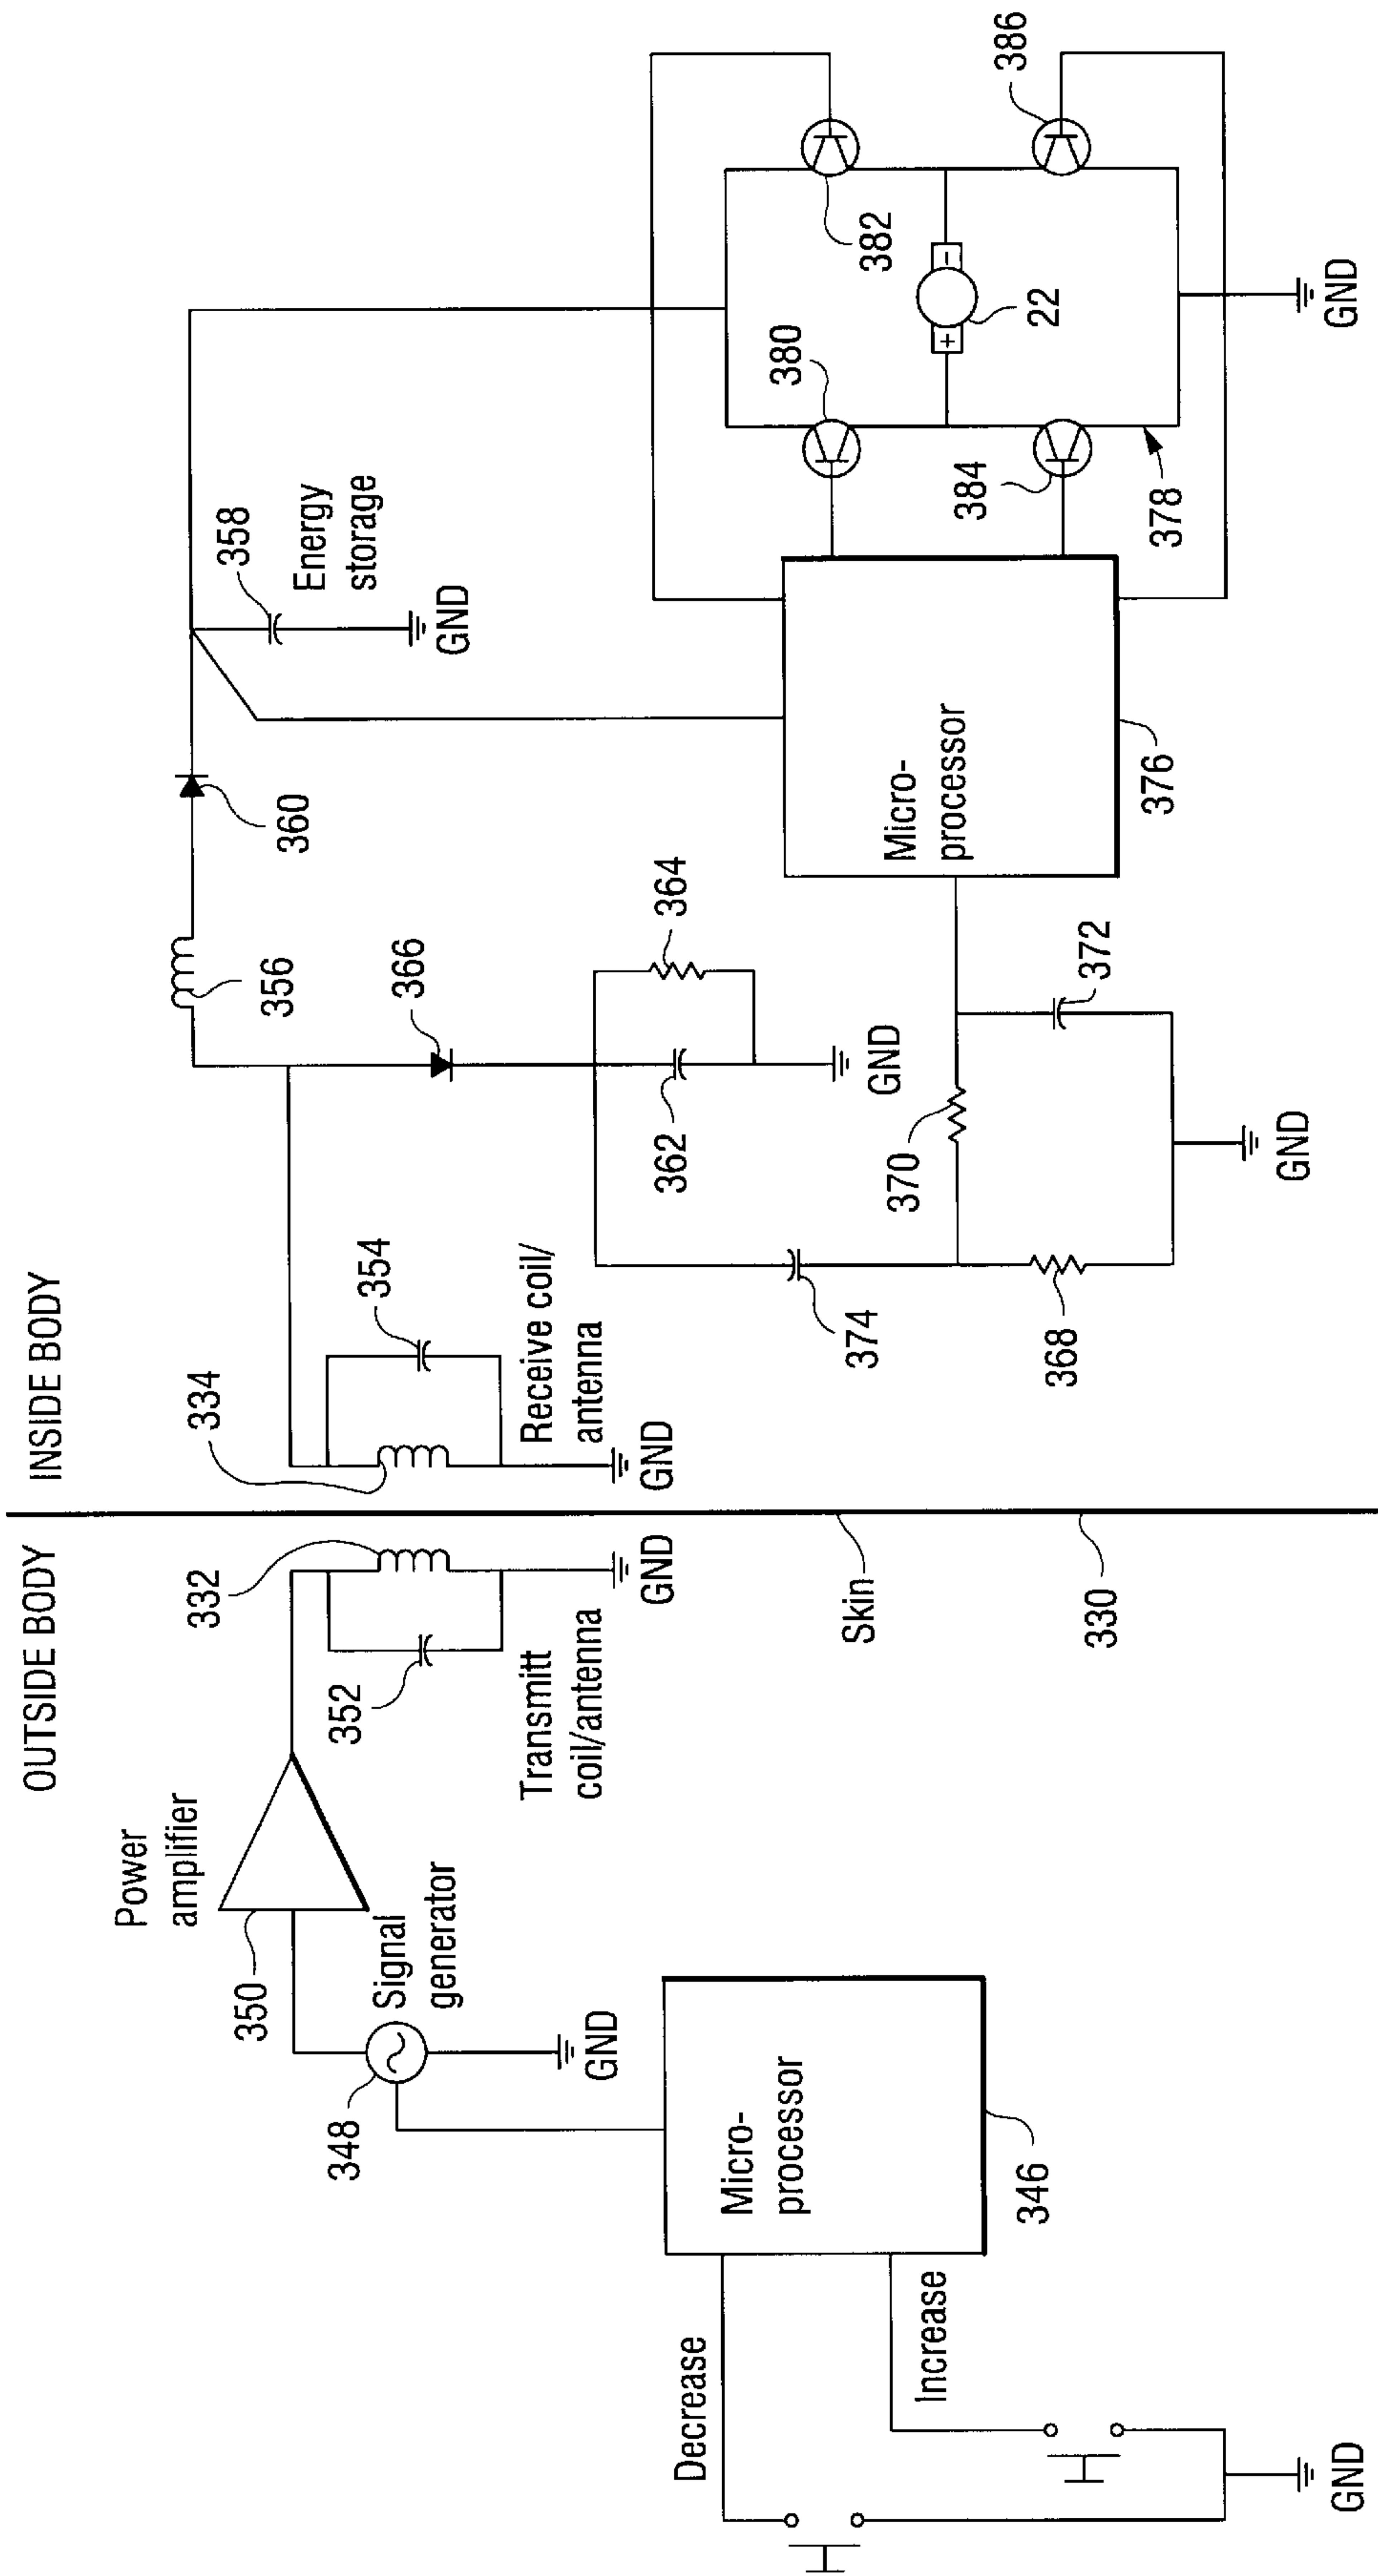 OUTSIDE BODY
INSIDE BODY
Power
amplifier
350
Signal
generator
348
GND
332
352
Transmitt
coil/antenna
GND
Micro-
processor
346
Decrease
Increase
GND
Skin
330
334
354
Receive coil/
antenna
GND
356
360
358
Energy
storage
GND
366
364
362
GND
374
370
372
368
GND
Micro-
processor
376
380
382
384
386
+
-
22
378
GND